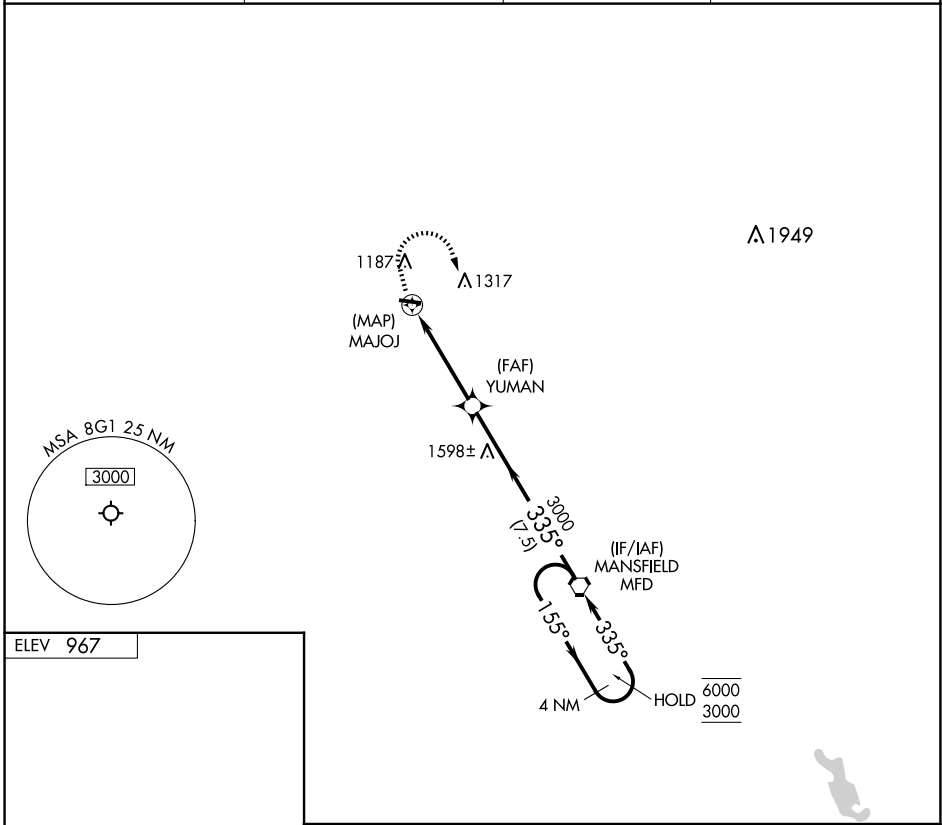 1949
1187
1317
(MAP)
MAJOJ
(FAF)
YUMAN
1598±
MSA 8G1 25 NM
3000
3000
335°
(7.5)
(IF/IAF)
MANSFIELD
MFD
155°
335°
4 NM
HOLD
6000
3000
ELEV 967